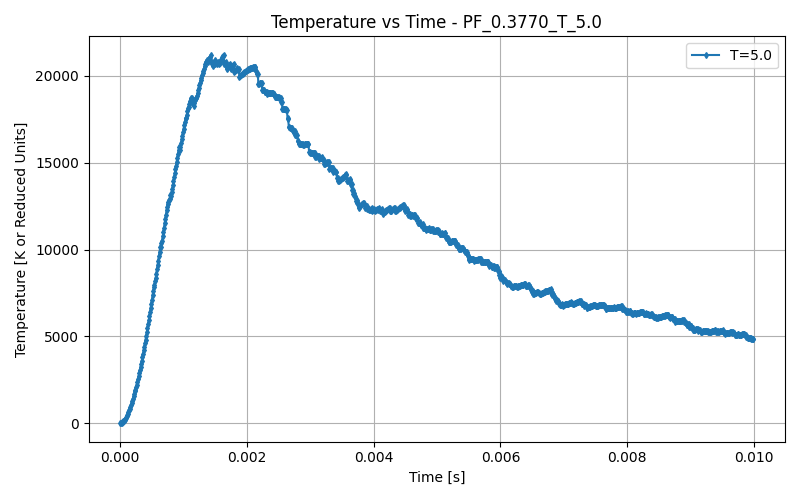 Temperature vs Time - PF_0.3770_T_5.0
T=5.0
Temperature [K or Reduced Units]
20000
15000
10000
5000
0
0.000 0.002 0.004 0.006 0.008 0.010
Time [s]